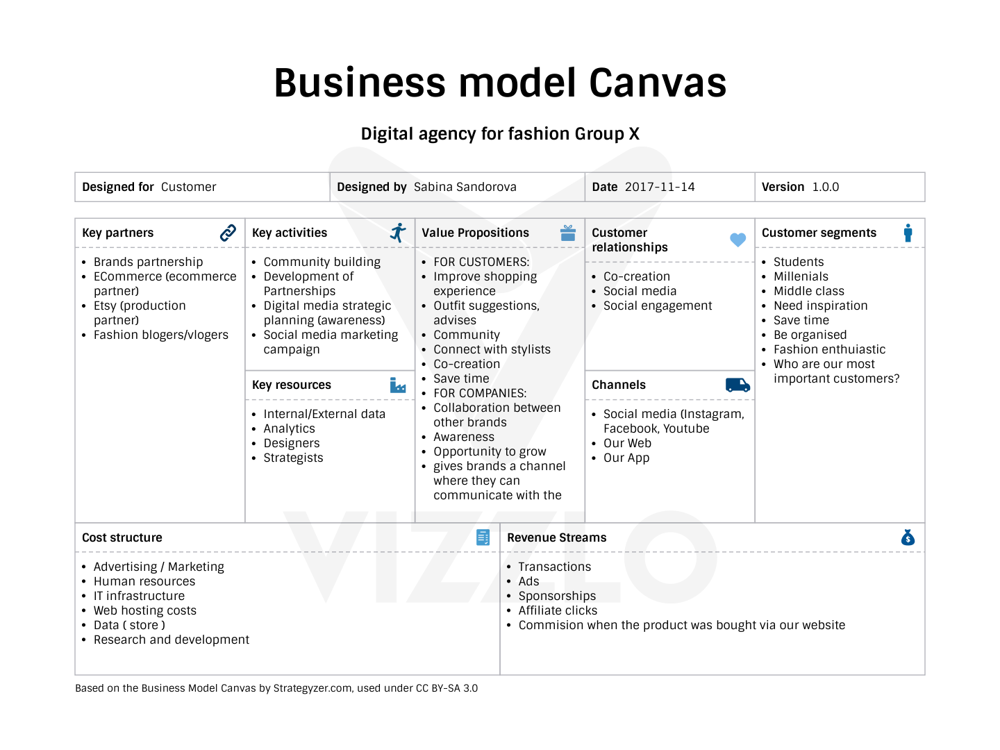 Business model Canvas
Digital agency for fashion Group X
Designed for Customer
Designed by Sabina Sandorova
Date 2017-11-14
Version 1.0.0
Key partners
• Brands partnership
• ECommerce (ecommerce
partner)
• Etsy (production
partner)
• Fashion blogers/vlogers
Key activities
• Community building
• Development of
Partnerships
• Digital media strategic
planning (awareness)
• Social media marketing
campaign
Key resources
• Internal/External data
• Analytics
• Designers
• Strategists
Value Propositions
• FOR CUSTOMERS:
• Improve shopping
experience
• Outfit suggestions,
advises
• Community
• Connect with stylists
• Co-creation
• Save time
• FOR COMPANIES:
• Collaboration between
other brands
• Awareness
• Opportunity to grow
• gives brands a channel
where they can
communicate with the
Customer
relationships
• Co-creation
• Social media
• Social engagement
Channels
• Social media (Instagram,
Facebook, Youtube
• Our Web
• Our App
Customer segments
• Students
• Millenials
• Middle class
• Need inspiration
• Save time
• Be organised
• Fashion enthuiastic
• Who are our most
important customers?
Cost structure
• Advertising / Marketing
• Human resources
• IT infrastructure
• Web hosting costs
• Data ( store )
• Research and development
Revenue Streams
• Transactions
• Ads
• Sponsorships
• Affiliate clicks
• Commision when the product was bought via our website
VIZZLO
Based on the Business Model Canvas by Strategyzer.com, used under CC BY-SA 3.0